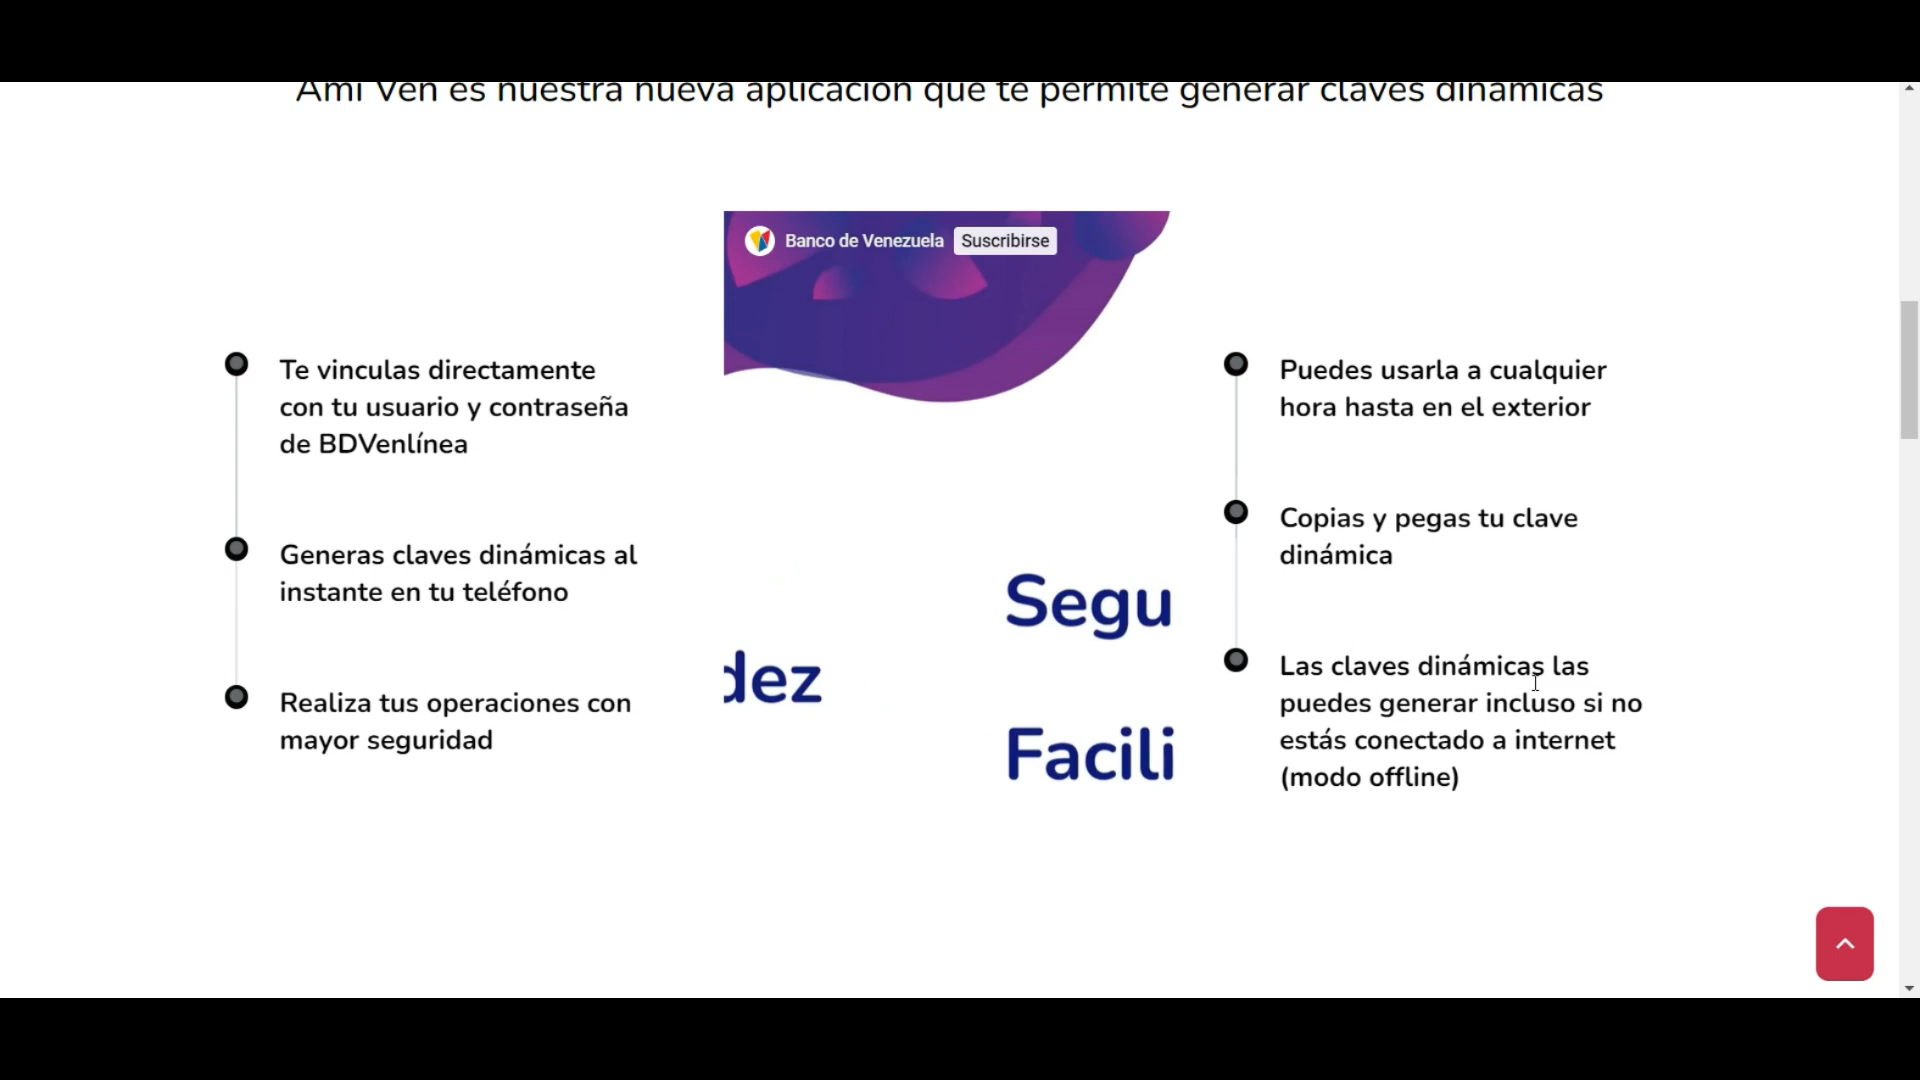 Ami Ven es nuestra nueva aplicación que te permite generar claves dinámicas
Banco de Venezuela
Suscribirse
Te vinculas directamente
con tu usuario y contraseña
de BDVenlínea
Generas claves dinámicas al
instante en tu teléfono
Realiza tus operaciones con
mayor seguridad
Segu
dez
Facili
Puedes usarla a cualquier
hora hasta en el exterior
Copias y pegas tu clave
dinámica
Las claves dinámicas las
puedes generar incluso si no
estás conectado a internet
(modo offline)